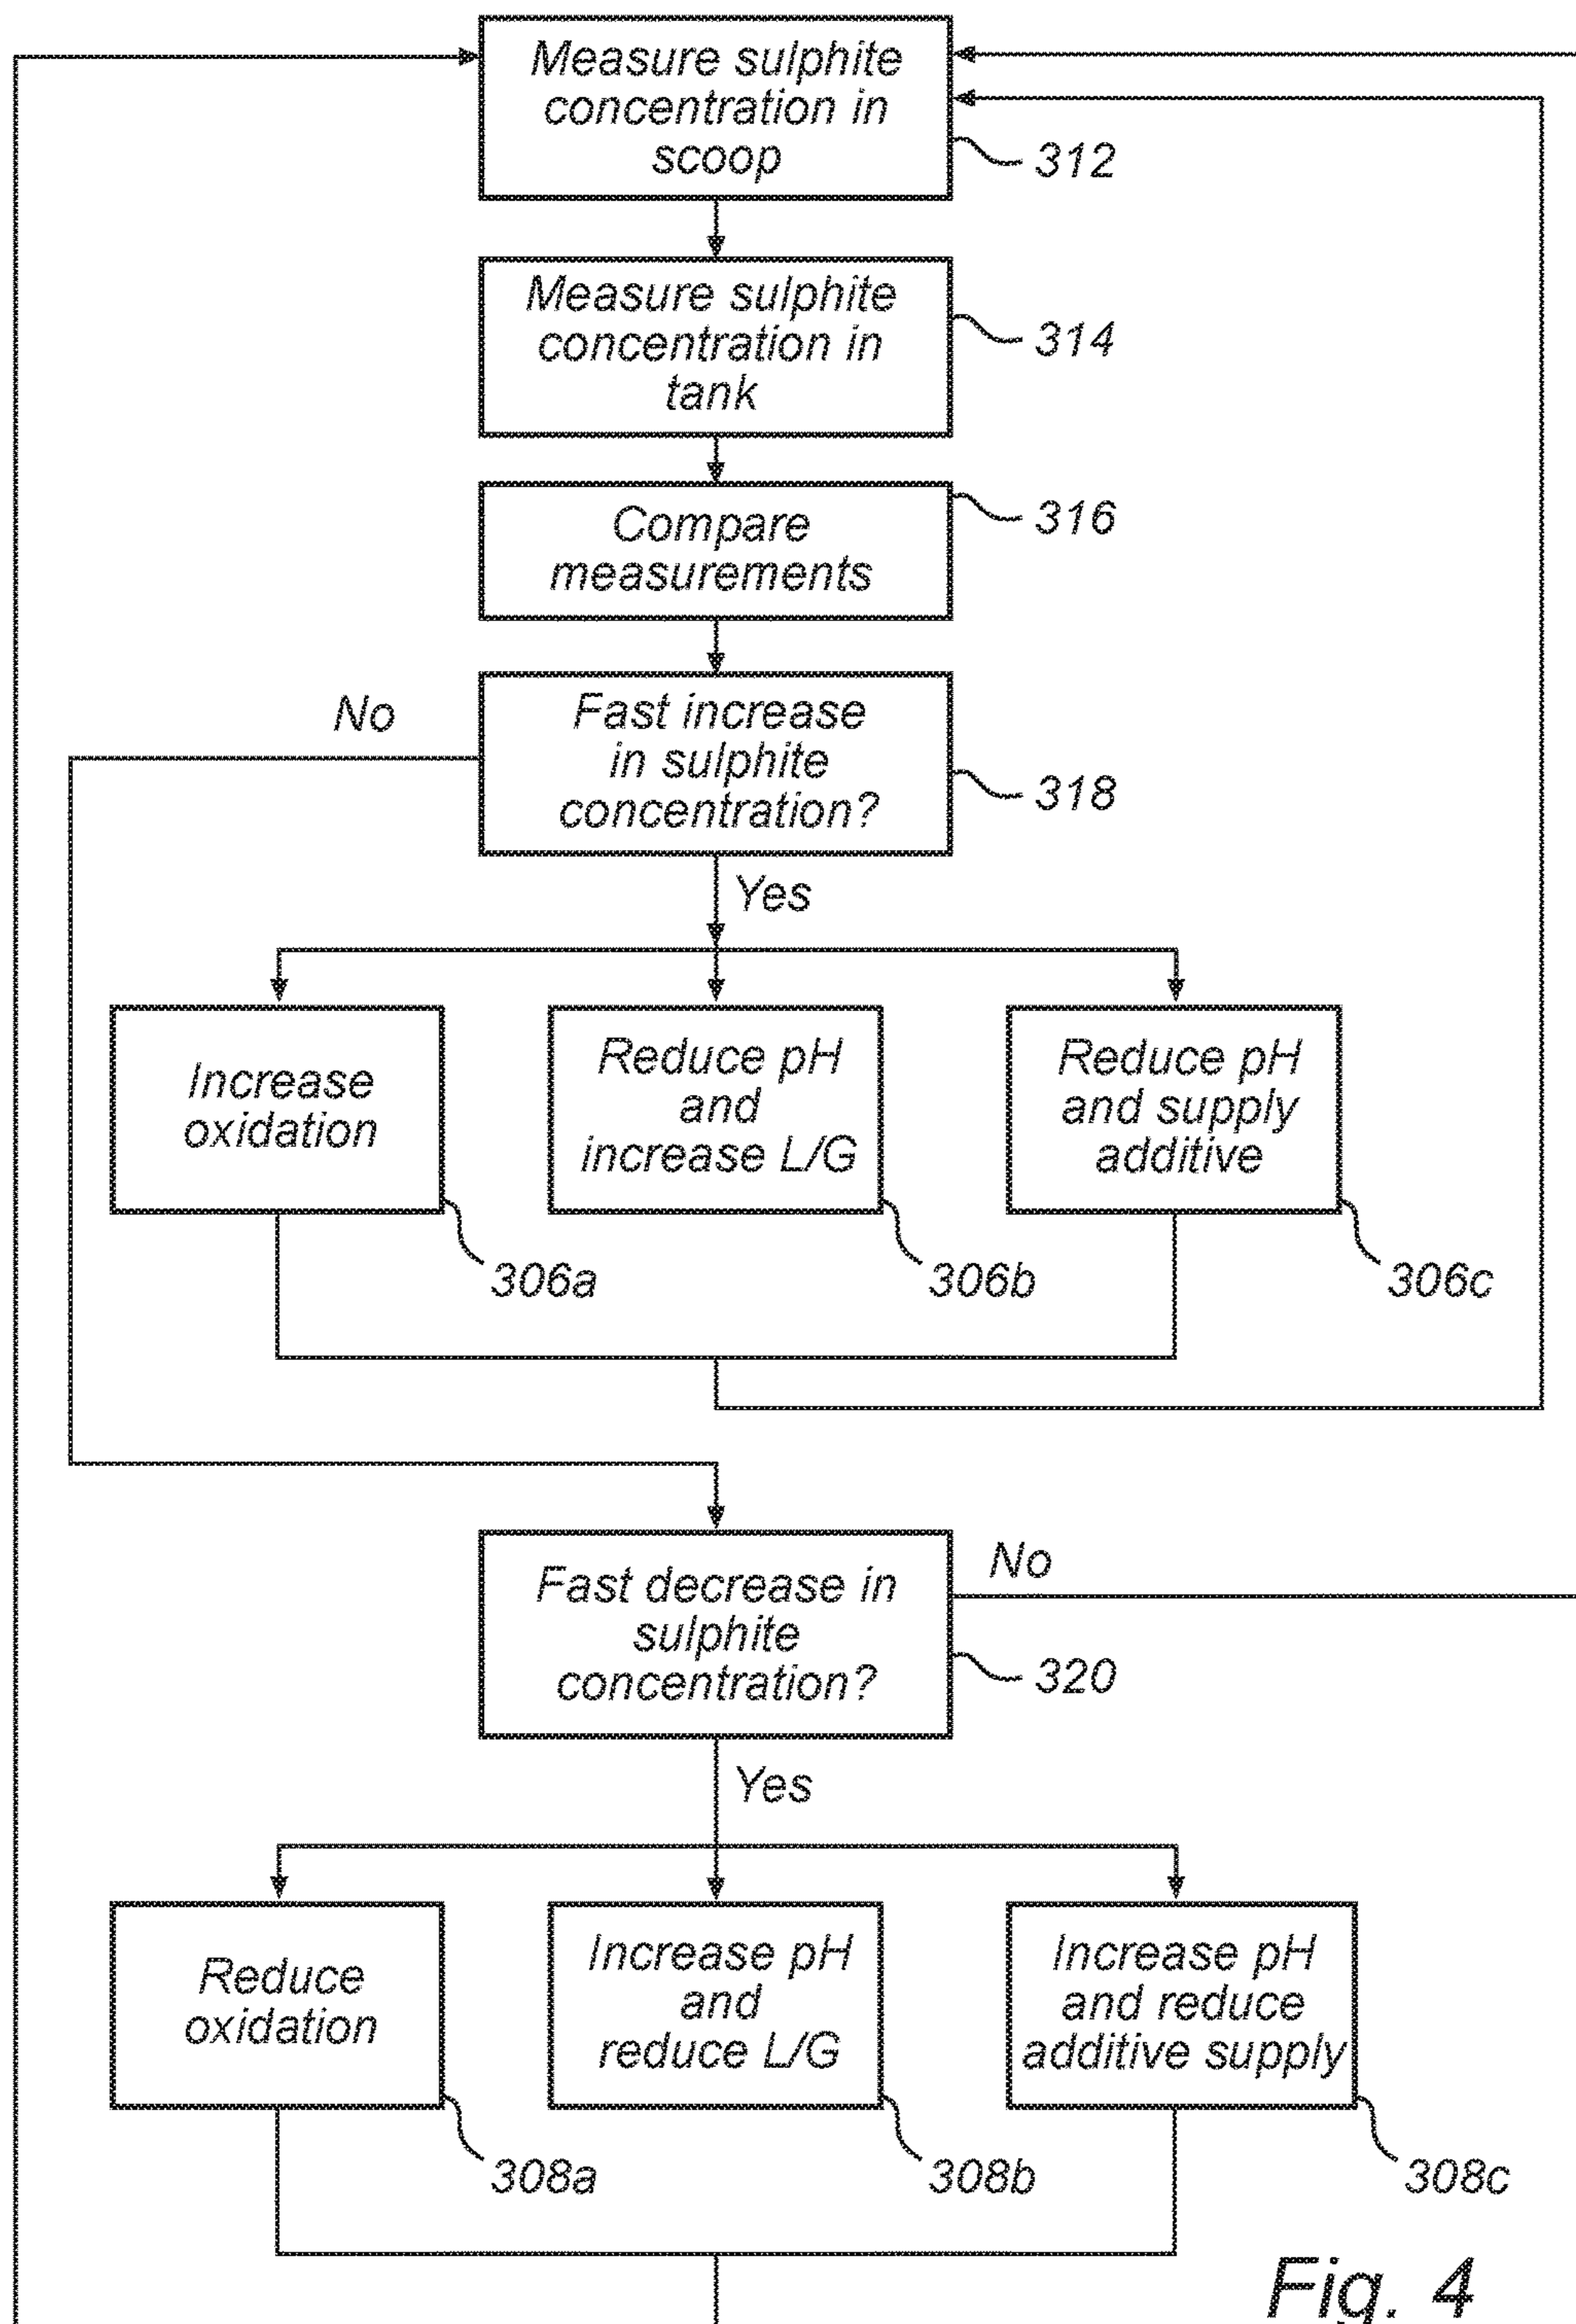 Measure sulphite
concentration in
scoop
312
Measure sulphite
concentration in
tank
314
Compare
measurements
316
No
Fast increase
in sulphite
concentration?
318
Yes
Increase
oxidation
Reduce pH
and
increase L/G
Reduce pH
and supply
additive
306a
306b
306c
Fast decrease in
sulphite
concentration?
No
320
Yes
Reduce
oxidation
Increase pH
and
reduce L/G
Increase pH
and reduce
additive supply
308a
308b
308c
Fig. 4